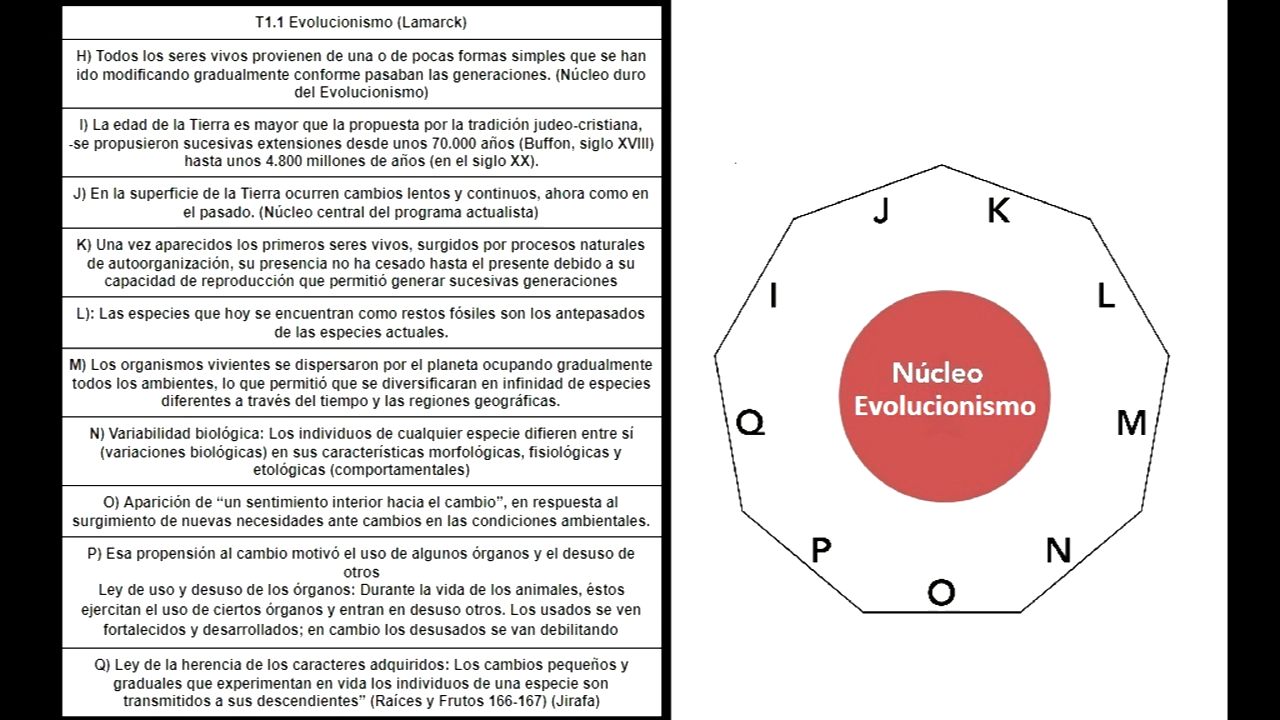 T1.1 Evolucionismo (Lamarck)
H) Todos los seres vivos provienen de una o de pocas formas simples que se han
ido modificando gradualmente conforme pasaban las generaciones. (Núcleo duro
del Evolucionismo)
I) La edad de la Tierra es mayor que la propuesta por la tradición judeo-cristiana,
-se propusieron sucesivas extensiones desde unos 70.000 años (Buffon, siglo XVIII)
hasta unos 4.800 millones de años (en el siglo XX).
J) En la superficie de la Tierra ocurren cambios lentos y continuos, ahora como en
el pasado. (Núcleo central del programa actualista)
K) Una vez aparecidos los primeros seres vivos, surgidos por procesos naturales
de autoorganización, su presencia no ha cesado hasta el presente debido a su
capacidad de reproducción que permitió generar sucesivas generaciones
L): Las especies que hoy se encuentran como restos fósiles son los antepasados
de las especies actuales.
M) Los organismos vivientes se dispersaron por el planeta ocupando gradualmente
todos los ambientes, lo que permitió que se diversificaran en infinidad de especies
diferentes a través del tiempo y las regiones geográficas.
N) Variabilidad biológica: Los individuos de cualquier especie difieren entre sí
(variaciones biológicas) en sus características morfológicas, fisiológicas y
etológicas (comportamentales)
O) Aparición de “un sentimiento interior hacia el cambio”, en respuesta al
surgimiento de nuevas necesidades ante cambios en las condiciones ambientales.
P) Esa propensión al cambio motivó el uso de algunos órganos y el desuso de
otros
Ley de uso y desuso de los órganos: Durante la vida de los animales, éstos
ejercitan el uso de ciertos órganos y entran en desuso otros. Los usados se ven
fortalecidos y desarrollados; en cambio los desusados se van debilitando
Q) Ley de la herencia de los caracteres adquiridos: Los cambios pequeños y
graduales que experimentan en vida los individuos de una especie son
transmitidos a sus descendientes” (Raíces y Frutos 166-167) (Jirafa)
J K
I L
Núcleo
Evolucionismo
Q M
P N
O